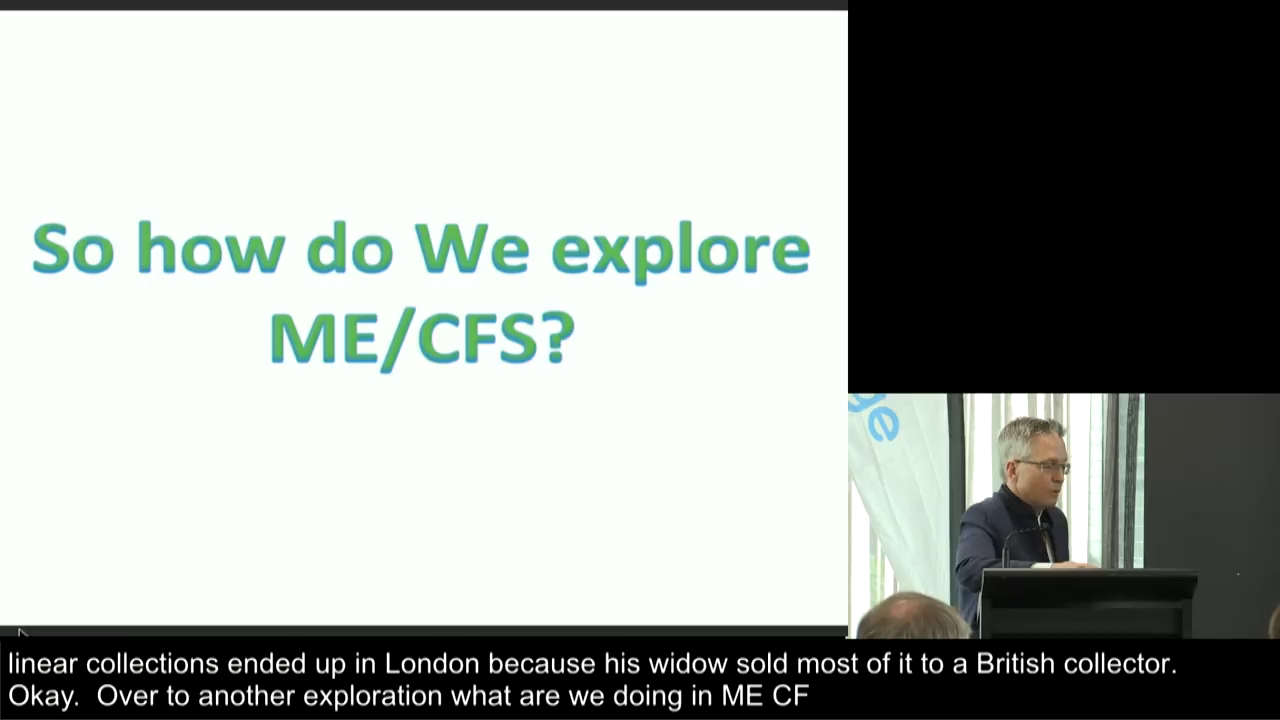 So how do We explore
ME/CFS?
ge
linear collections ended up in London because his widow sold most of it to a British collector.
Okay.  Over to another exploration what are we doing in ME CF